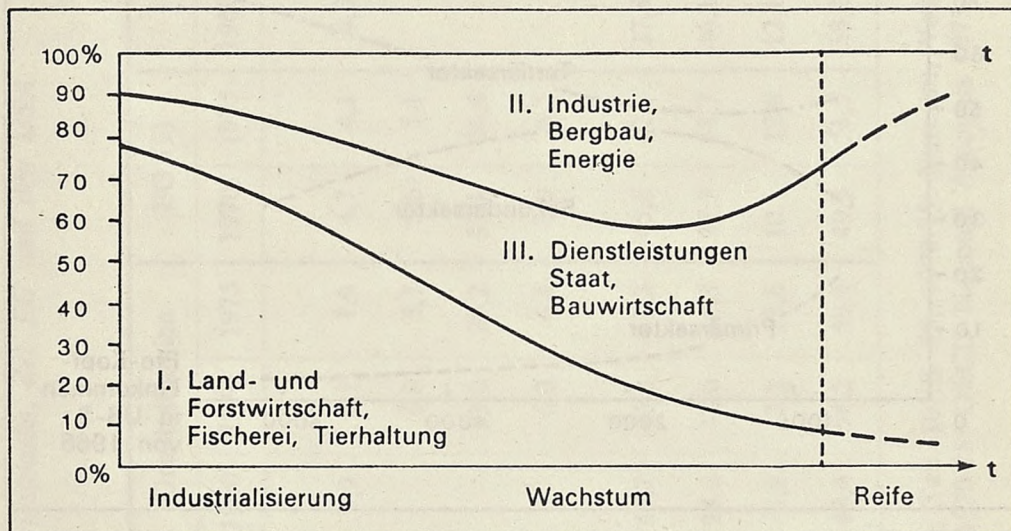 100%
t
90
80
70
60
50
40
30
20
10
0%
II. Industrie,
Bergbau,
Energie
III. Dienstleistungen
Staat,
Bauwirtschaft
I. Land- und
Forstwirtschaft,
Fischerei, Tierhaltung
t
Industrialisierung Wachstum Reife